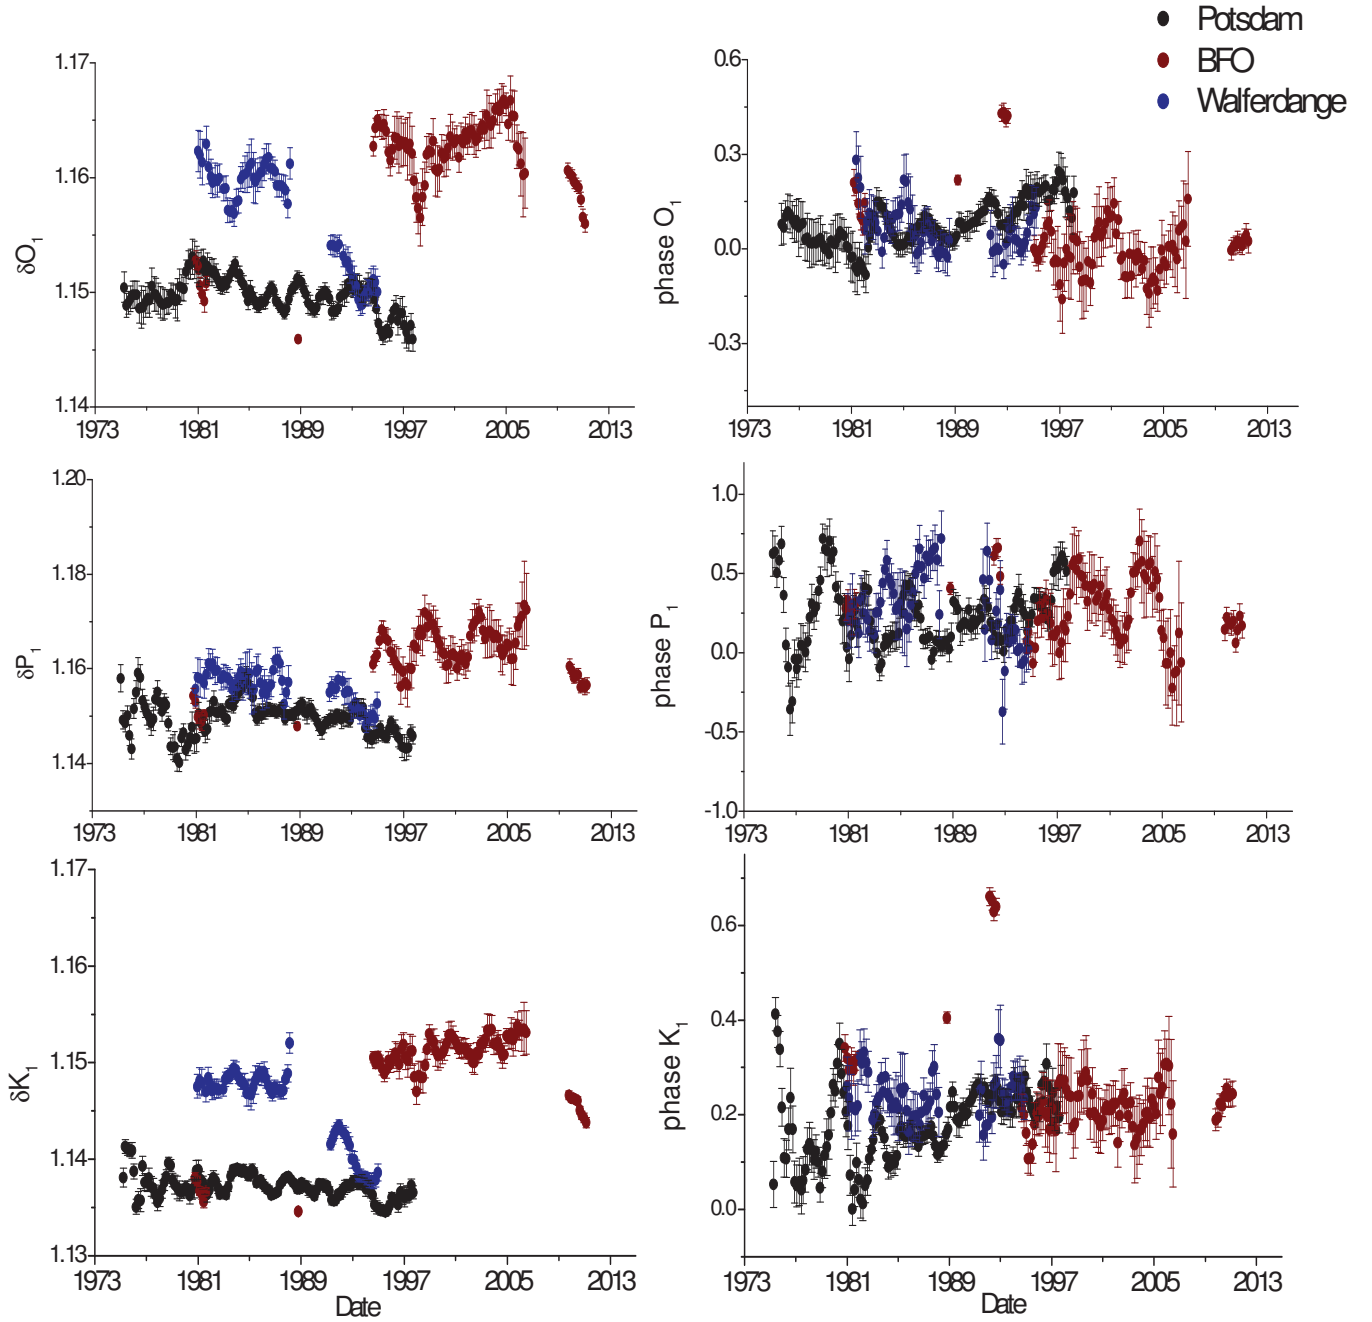 Potsdam
BFO
Walferdange
1.17
1.16
1.15
1.14
δO1
1973 1981 1989 1997 2005 2013
0.6
0.3
0.0
-0.3
phase O1
1973 1981 1989 1997 2005 2013
1.20
1.18
1.16
1.14
δP1
1973 1981 1989 1997 2005 2013
1.0
0.5
0.0
-0.5
-1.0
phase P1
1973 1981 1989 1997 2005 2013
1.17
1.16
1.15
1.14
1.13
δK1
1973 1981 1989 1997 2005 2013
Date
0.6
0.4
0.2
0.0
phase K1
1973 1981 1989 1997 2005 2013
Date